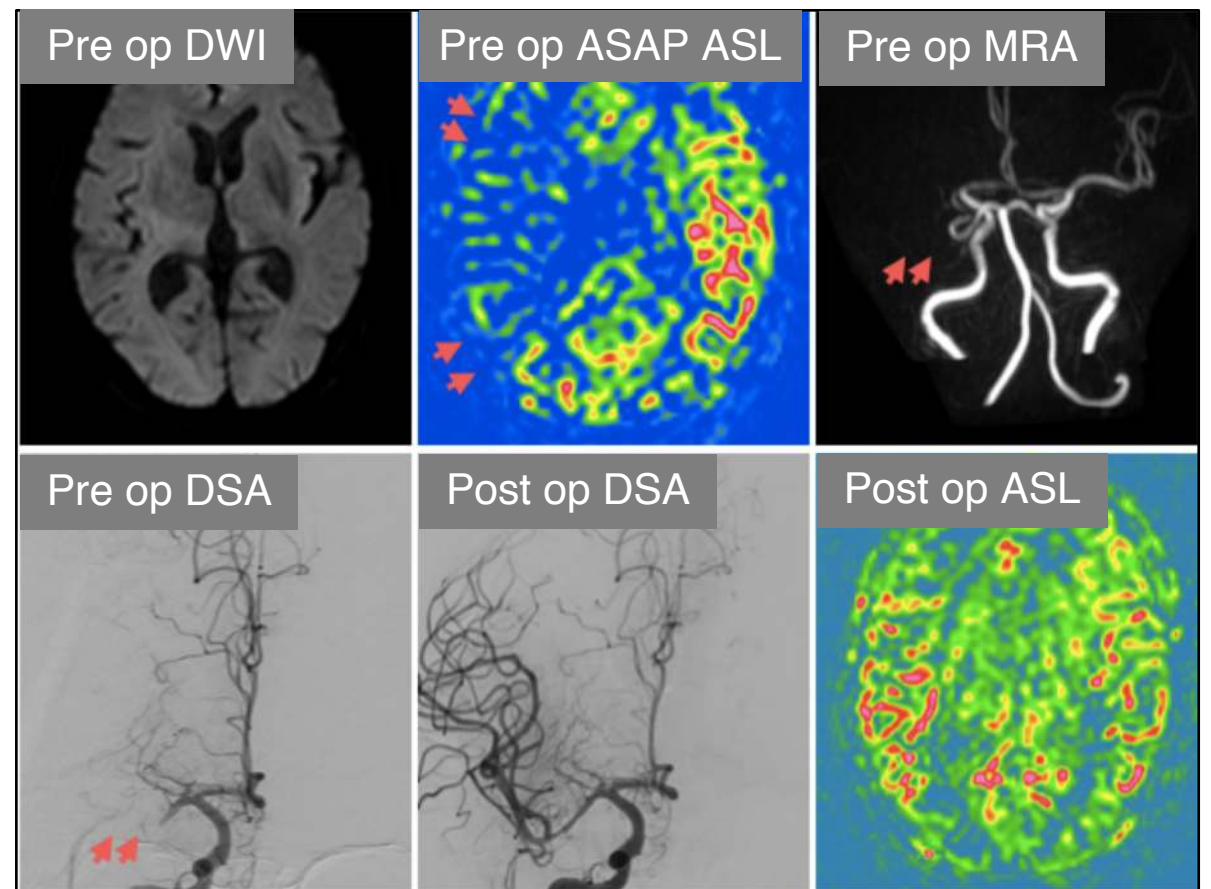 Pre op DWI
Pre op ASAP ASL
Pre op MRA
Pre op DSA
Post op DSA
Post op ASL